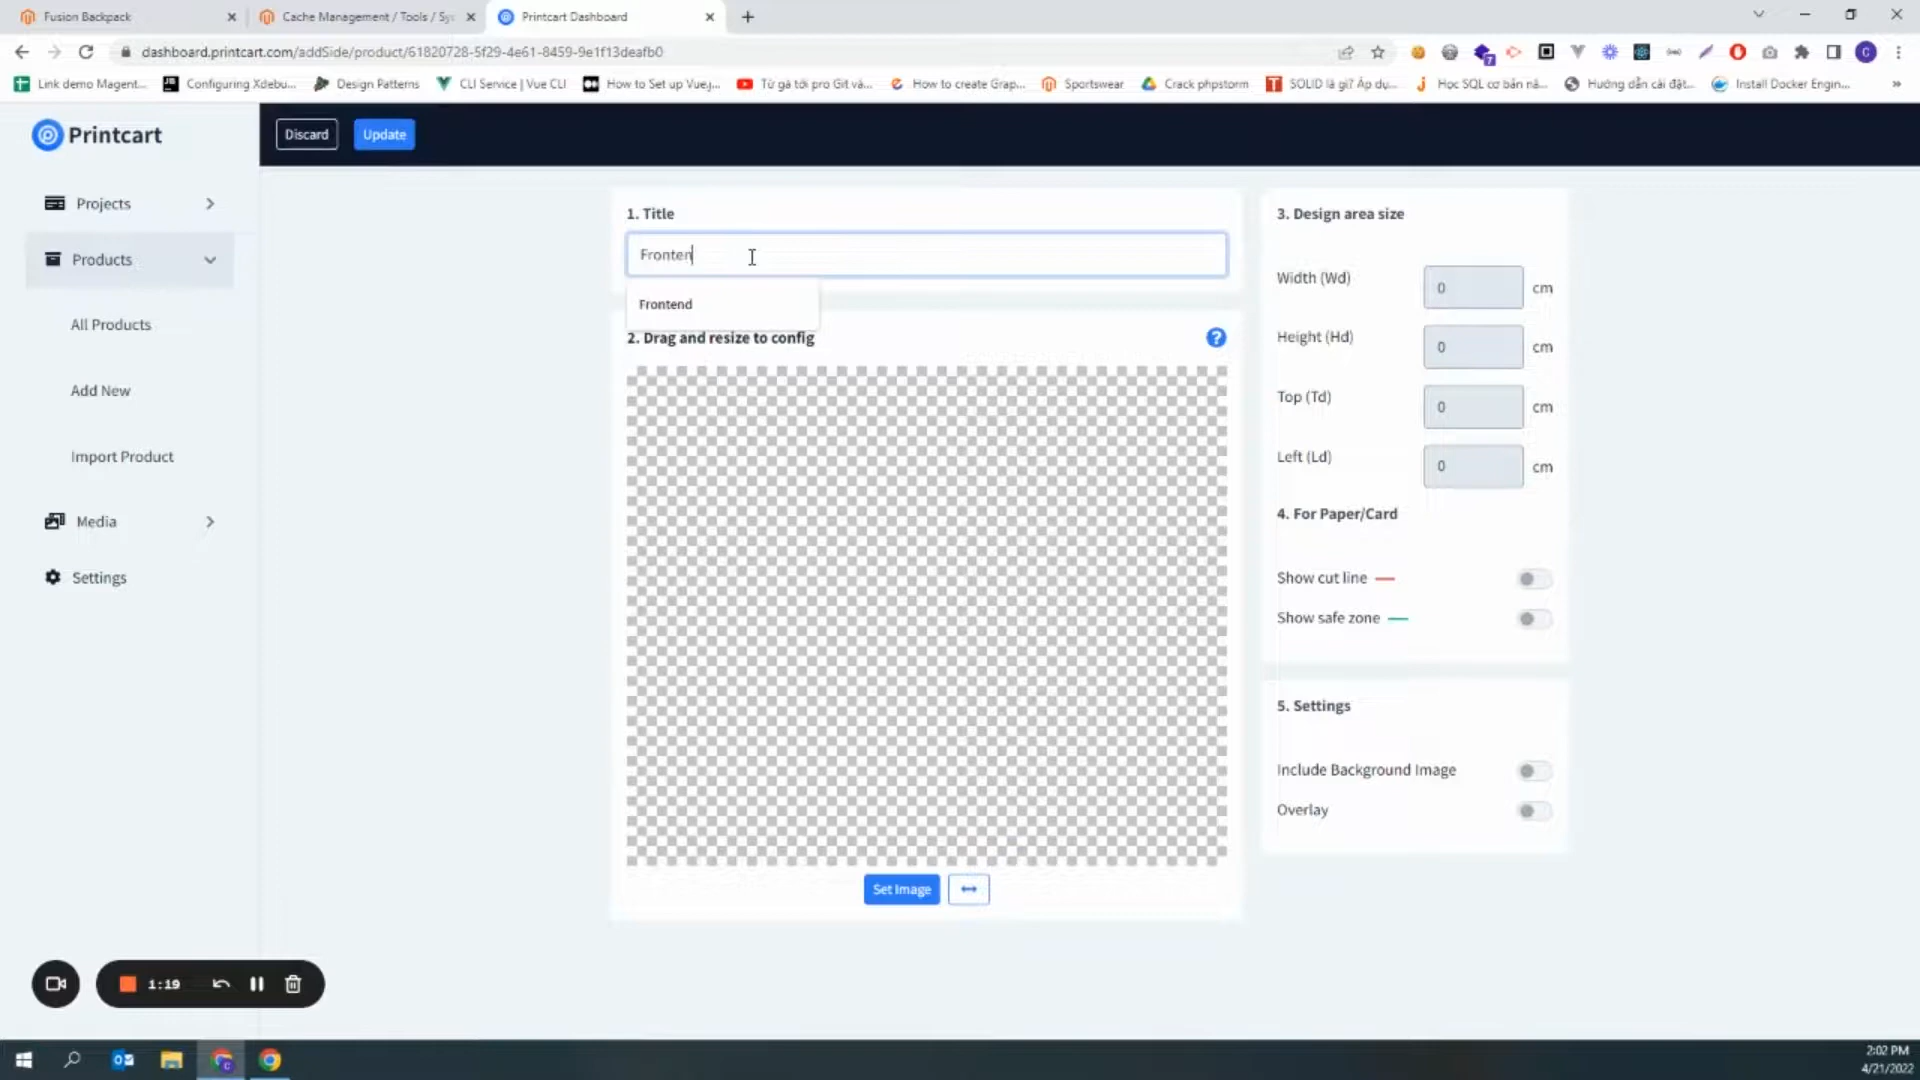 Fusion Backpack
Cache Management / Tools / Sys
Printcart Dashboard
dashboard.printcart.com/addSide/product/61820728-5f29-4e61-8459-9e1f13deafb0
7
C
Link demo Magent...
Configuring Xdebu...
Design Patterns
CLI Service | Vue CLI
How to Set up Vue.j...
Từ gà tới pro Git và...
How to create Grap...
Sportswear
Crack phpstorm
SOLID là gì? Áp dụ...
Học SQL cơ bản nâ...
Hướng dẫn cài đặt...
Install Docker Engin...
»
Printcart
Discard
Update
Projects
Products
All Products
Add New
Import Product
Media
Settings
1. Title
Fronten
Frontend
2. Drag and resize to config
?
Set Image
3. Design area size
Width (Wd)
0
cm
Height (Hd)
0
cm
Top (Td)
0
cm
Left (Ld)
0
cm
4. For Paper/Card
Show cut line
Show safe zone
5. Settings
Include Background Image
Overlay
1:19
2:02 PM
4/21/2022